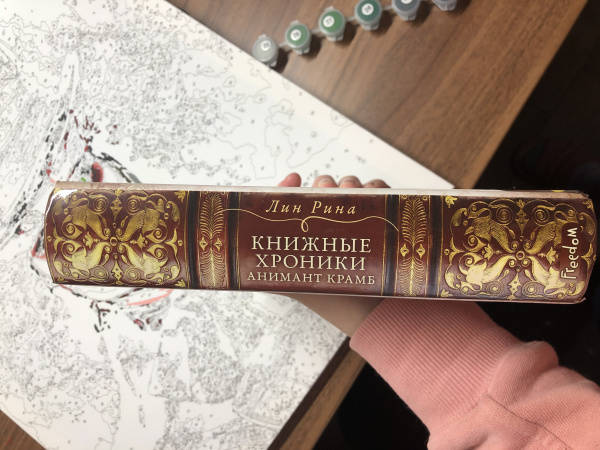 Лин Рина
КНИЖНЫЕ
ХРОНИКИ
АНИМАНТ КРАМБ
Freedom